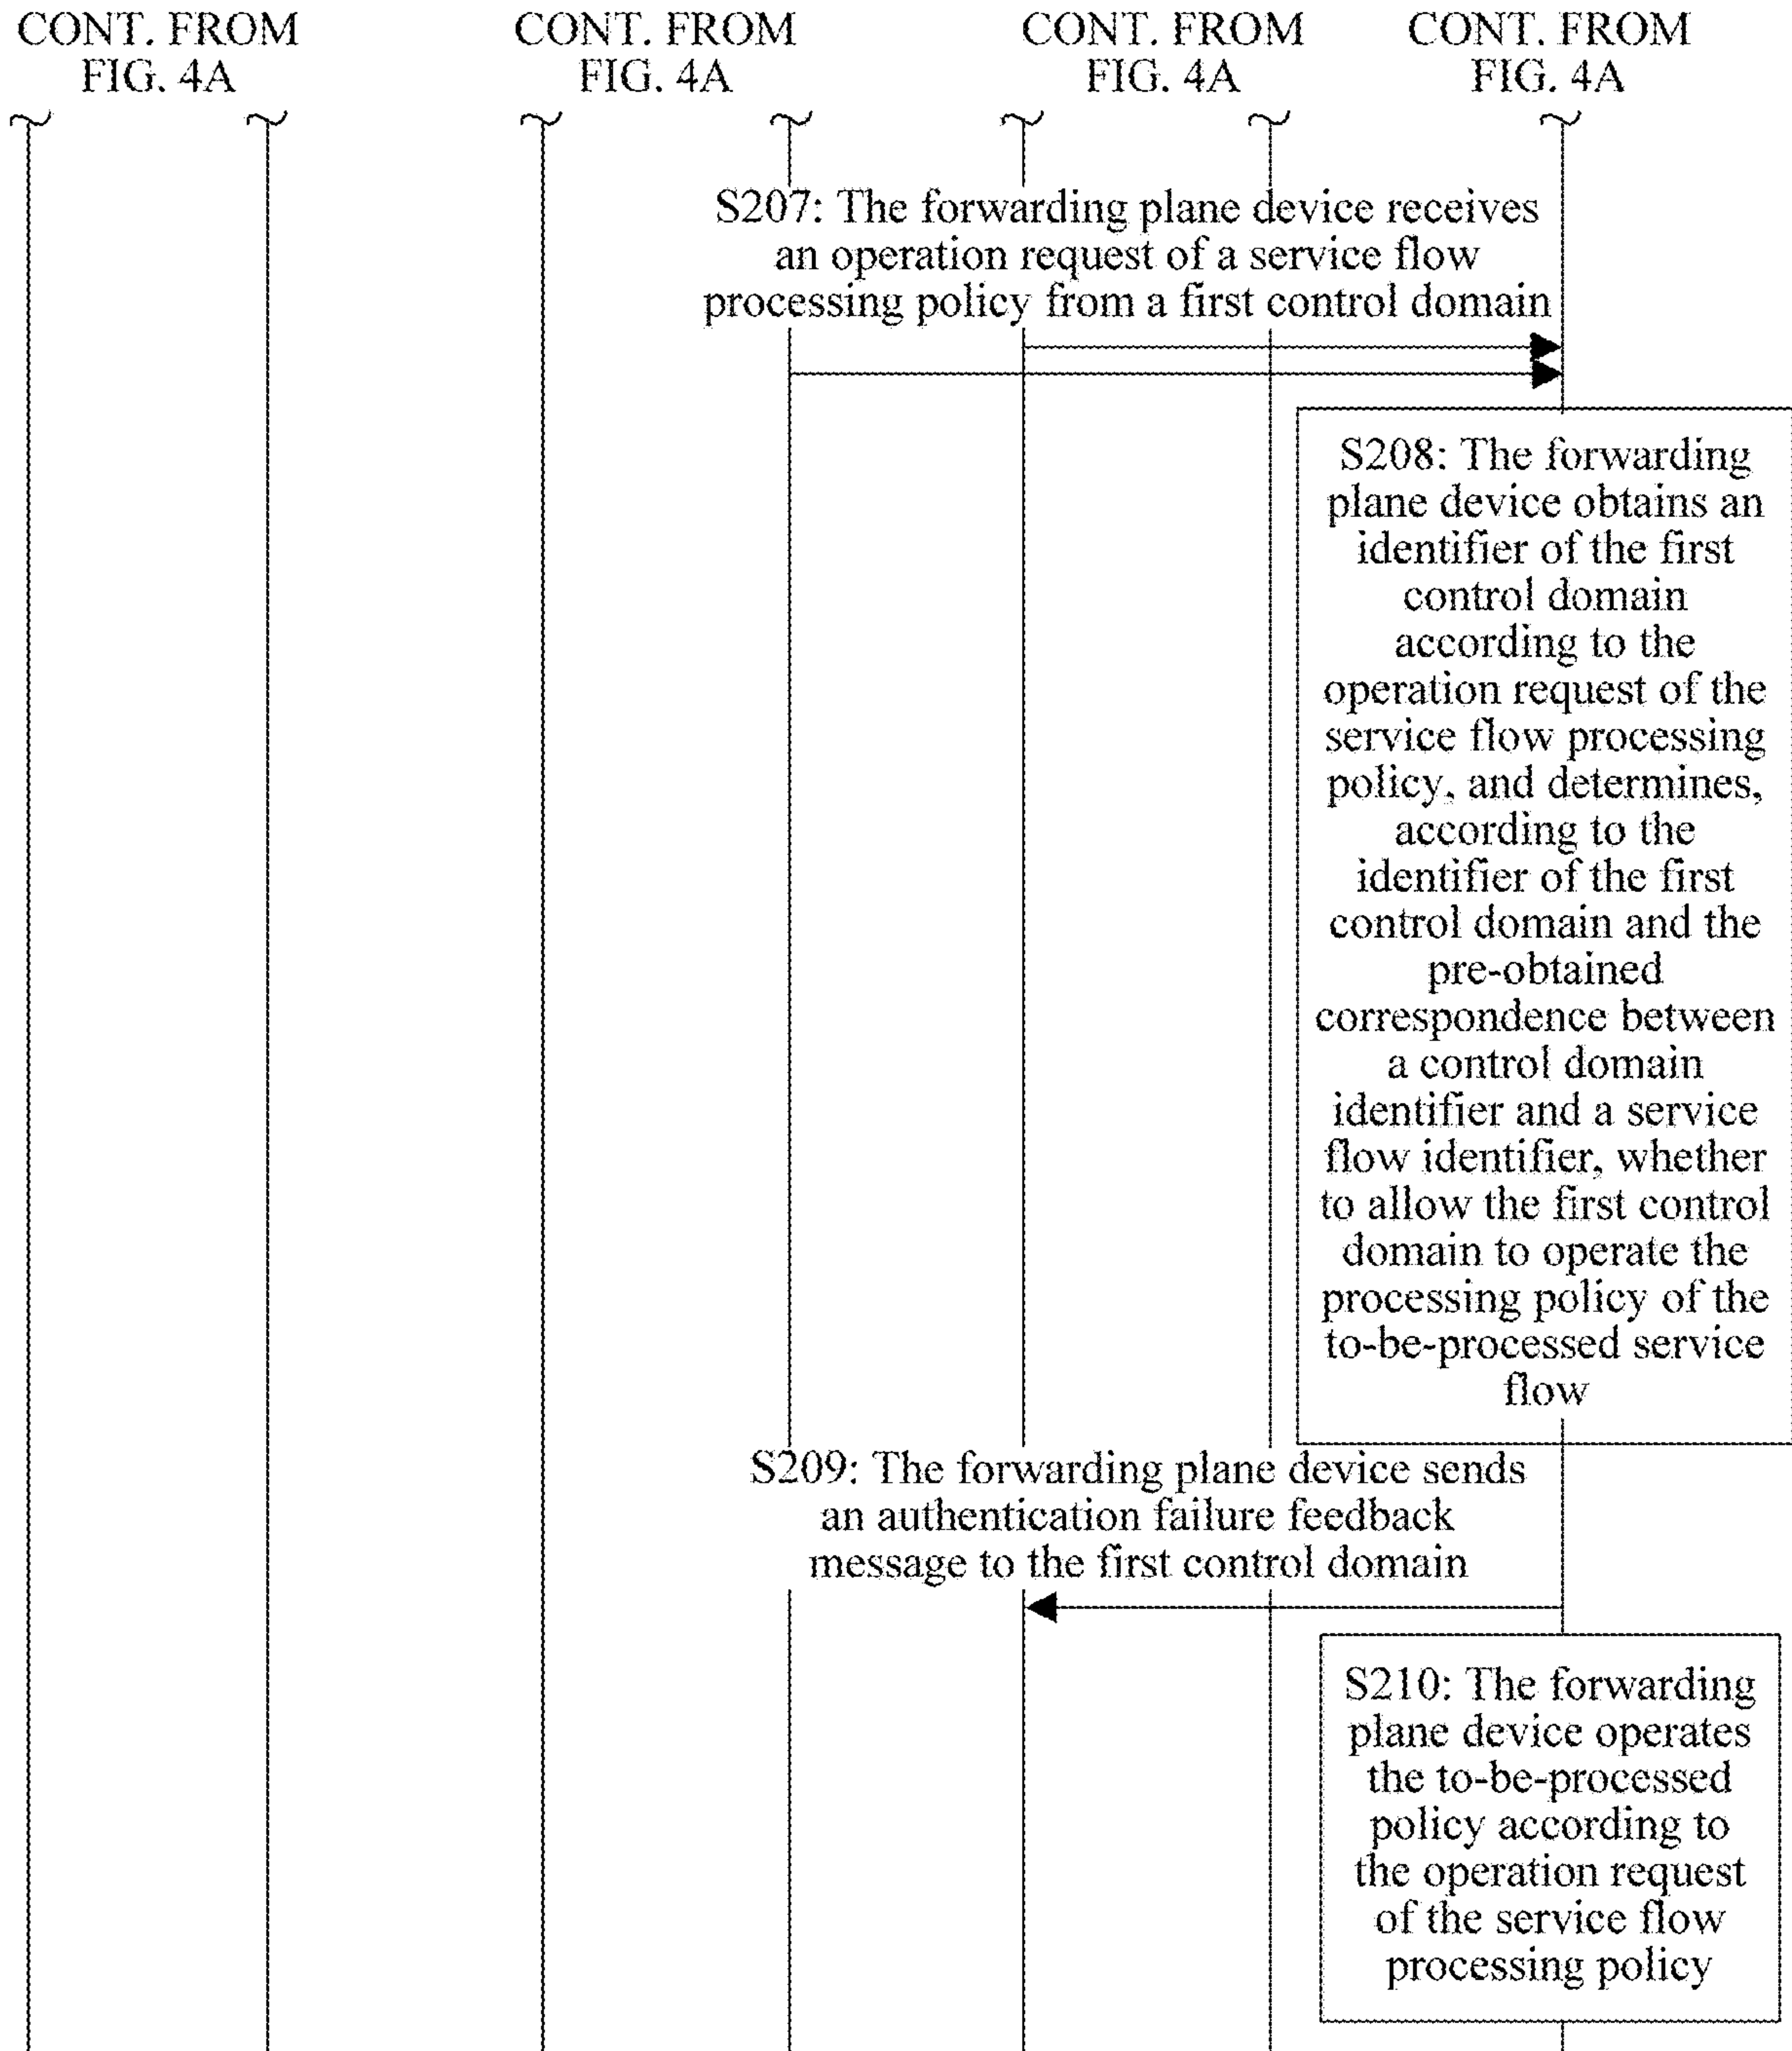 CONT. FROM
FIG. 4A
CONT. FROM
FIG. 4A
CONT. FROM
FIG. 4A
CONT. FROM
FIG. 4A
S207: The forwarding plane device receives
an operation request of a service flow
processing policy from a first control domain
S208: The forwarding
plane device obtains an
identifier of the first
control domain
according to the
operation request of the
service flow processing
policy, and determines,
according to the
identifier of the first
control domain and the
pre-obtained
correspondence between
a control domain
identifier and a service
flow identifier, whether
to allow the first control
domain to operate the
processing policy of the
to-be-processed service
flow
S209: The forwarding plane device sends
an authentication failure feedback
message to the first control domain
S210: The forwarding
plane device operates
the to-be-processed
policy according to
the operation request
of the service flow
processing policy